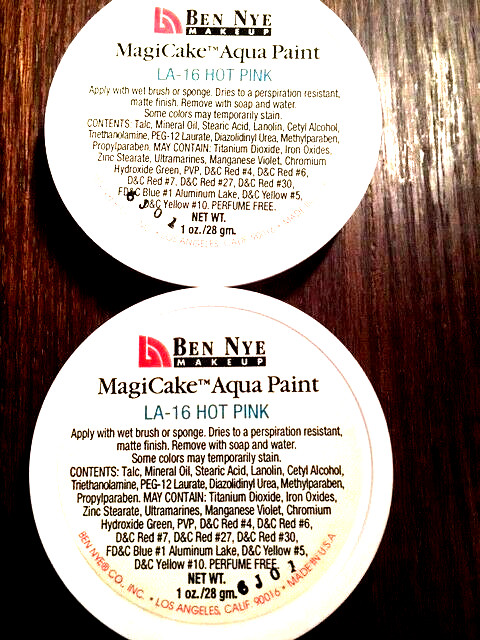 BEN NYE
MAKEUP
MagiCake™ Aqua Paint
LA-16 HOT PINK
Apply with wet brush or sponge. Dries to a perspiration resistant,
matte finish. Remove with soap and water.
Some colors may temporarily stain.
CONTENTS: Talc, Mineral Oil, Stearic Acid, Lanolin, Cetyl Alcohol,
Triethanolamine, PEG-12 Laurate, Diazolidinyl Urea, Methylparaben,
Propylparaben. MAY CONTAIN: Titanium Dioxide, Iron Oxides,
Zinc Stearate, Ultramarines, Manganese Violet, Chromium
Hydroxide Green, PVP, D&C Red #4, D&C Red #6,
D&C Red #7, D&C Red #27, D&C Red #30,
FD&C Blue #1 Aluminum Lake, D&C Yellow #5,
D&C Yellow #10. PERFUME FREE.
6J01
NET WT.
1 oz./28 gm.
LOS ANGELES, CALIF. 90016 • MADE
BEN NYE
MAKEUP
MagiCake™ Aqua Paint
LA-16 HOT PINK
Apply with wet brush or sponge. Dries to a perspiration resistant,
matte finish. Remove with soap and water.
Some colors may temporarily stain.
CONTENTS: Talc, Mineral Oil, Stearic Acid, Lanolin, Cetyl Alcohol,
Triethanolamine, PEG-12 Laurate, Diazolidinyl Urea, Methylparaben,
Propylparaben. MAY CONTAIN: Titanium Dioxide, Iron Oxides,
Zinc Stearate, Ultramarines, Manganese Violet, Chromium
Hydroxide Green, PVP, D&C Red #4, D&C Red #6,
D&C Red #7, D&C Red #27, D&C Red #30,
FD&C Blue #1 Aluminum Lake, D&C Yellow #5,
D&C Yellow #10. PERFUME FREE
NET WT.
1 oz./28 gm.
6J01
BEN NYE® CO., INC. • LOS ANGELES, CALIF. 90016 • MADE IN U.S.A